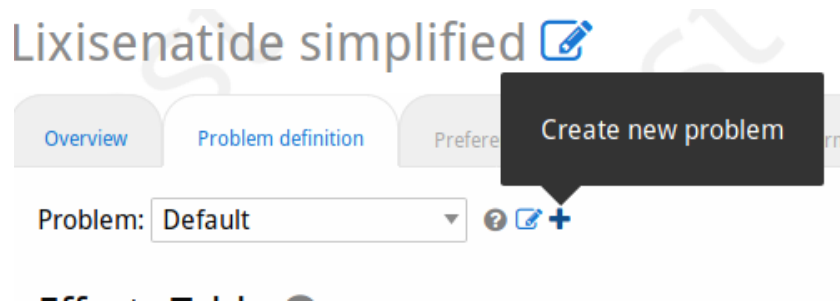 Lixisenatide simplified
Create new problem
Overview
Problem definition
Problem: Default